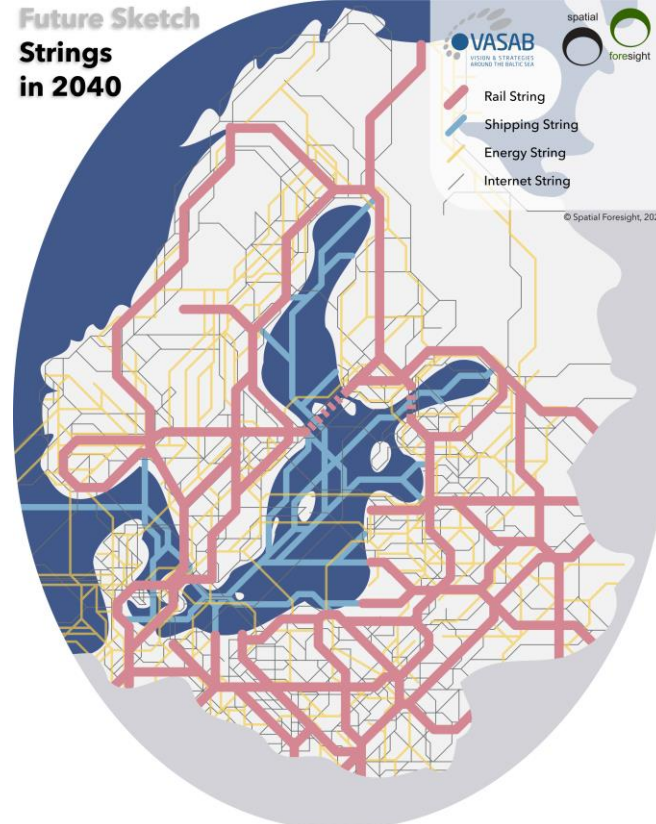 Future Sketch
Strings
in 2040
VASAB
VISION & STRATEGIES
AROUND THE BALTIC SEA
spatial
foresight
Rail String
Shipping String
Energy String
Internet String
© Spatial Foresight, 202